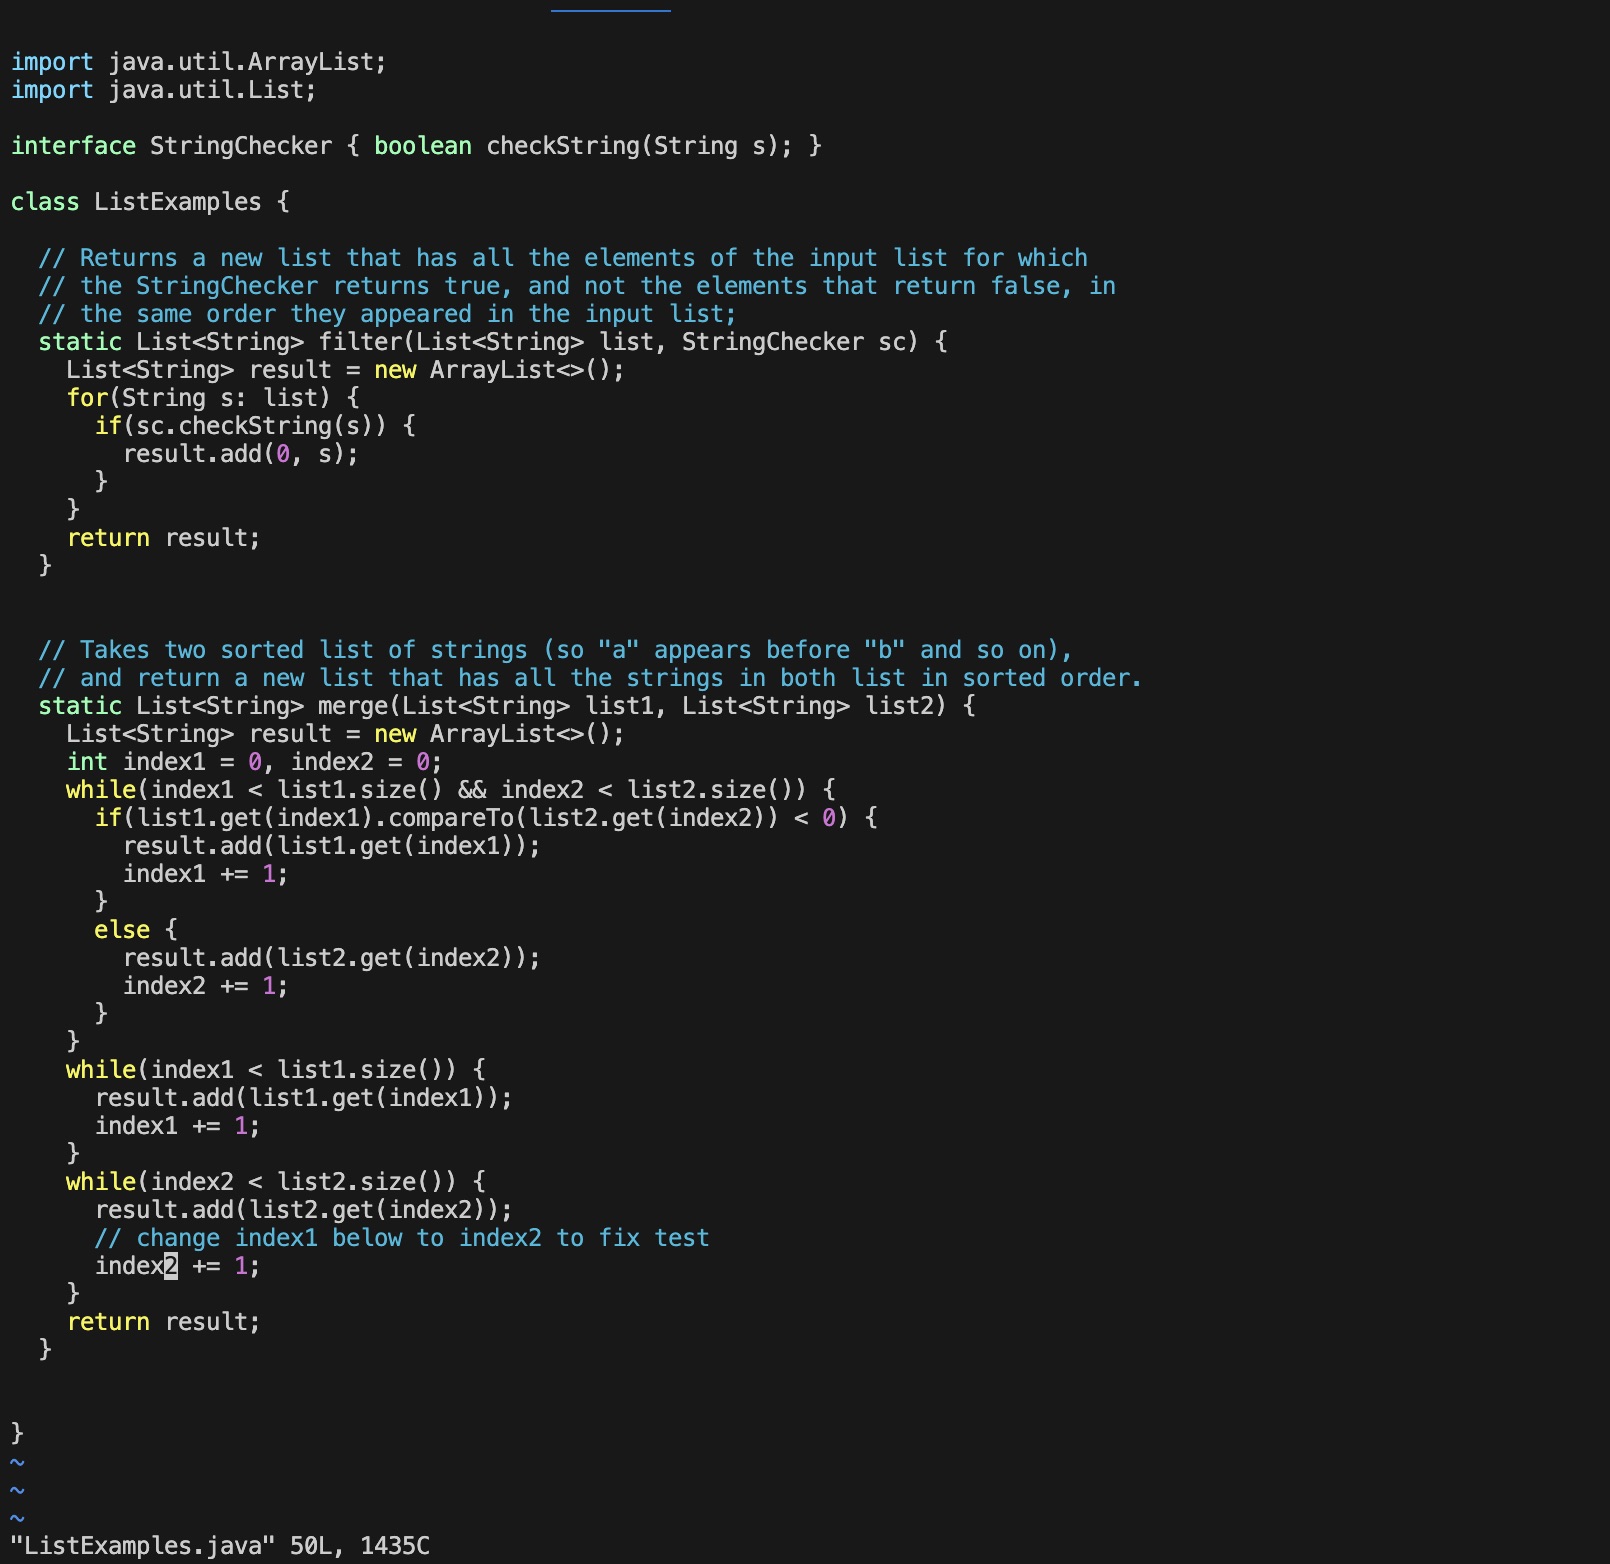 import java.util.ArrayList;
import java.util.List;

interface StringChecker { boolean checkString(String s); }

class ListExamples {

  // Returns a new list that has all the elements of the input list for which
  // the StringChecker returns true, and not the elements that return false, in
  // the same order they appeared in the input list;
  static List<String> filter(List<String> list, StringChecker sc) {
    List<String> result = new ArrayList<>();
    for(String s: list) {
      if(sc.checkString(s)) {
        result.add(0, s);
      }
    }
    return result;
  }


  // Takes two sorted list of strings (so "a" appears before "b" and so on),
  // and return a new list that has all the strings in both list in sorted order.
  static List<String> merge(List<String> list1, List<String> list2) {
    List<String> result = new ArrayList<>();
    int index1 = 0, index2 = 0;
    while(index1 < list1.size() && index2 < list2.size()) {
      if(list1.get(index1).compareTo(list2.get(index2)) < 0) {
        result.add(list1.get(index1));
        index1 += 1;
      }
      else {
        result.add(list2.get(index2));
        index2 += 1;
      }
    }
    while(index1 < list1.size()) {
      result.add(list1.get(index1));
      index1 += 1;
    }
    while(index2 < list2.size()) {
      result.add(list2.get(index2));
      // change index1 below to index2 to fix test
      index2 += 1;
    }
    return result;
  }


}
~
~
~
"ListExamples.java" 50L, 1435C